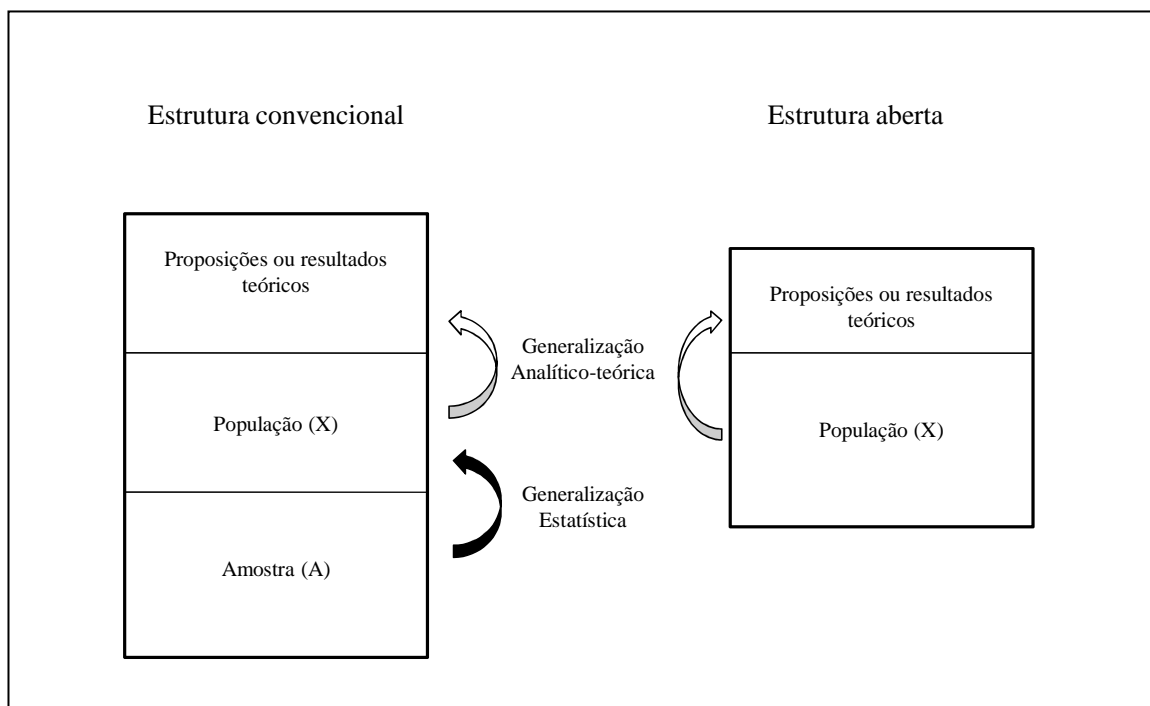 Estrutura convencional
Estrutura aberta
Proposições ou resultados
teóricos
População (X)
Amostra (A)
Generalização
Analítico-teórica
Generalização
Estatística
Proposições ou resultados
teóricos
População (X)